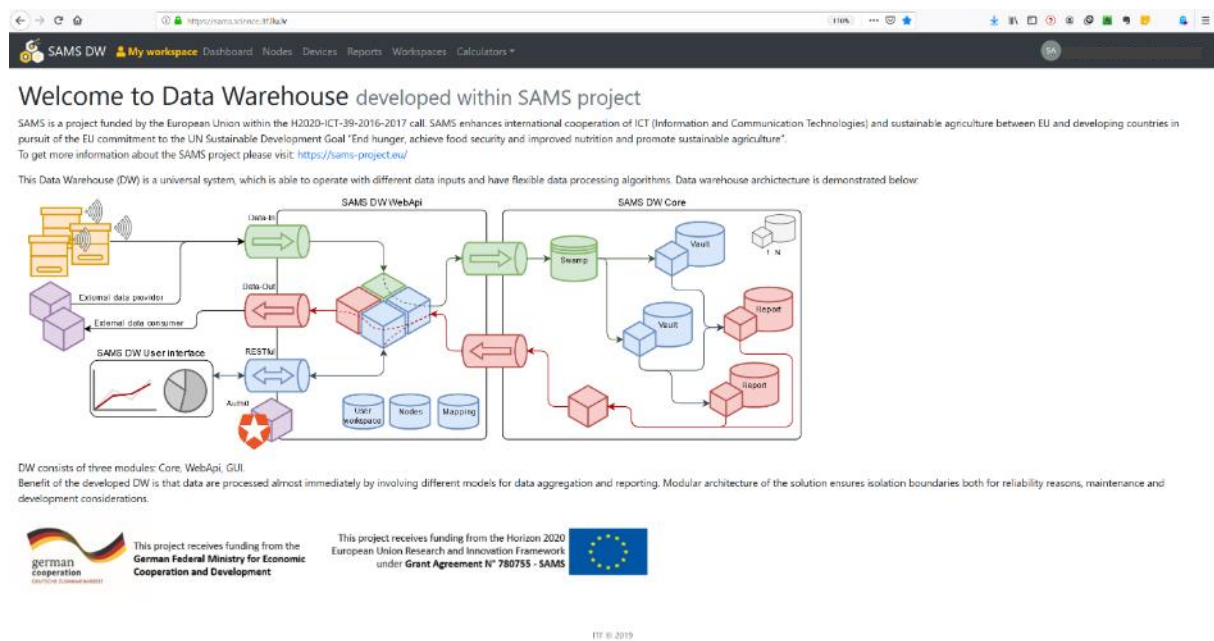 https://sams.science.itf.llu.lv
110%
SAMS DW My workspace Dashboard Nodes Devices Reports Workspaces Calculators
SA
Welcome to Data Warehouse developed within SAMS project
SAMS is a project funded by the European Union within the H2020-ICT-39-2016-2017 call. SAMS enhances international cooperation of ICT (Information and Communication Technologies) and sustainable agriculture between EU and developing countries in
pursuit of the EU commitment to the UN Sustainable Development Goal "End hunger, achieve food security and improved nutrition and promote sustainable agriculture".
To get more information about the SAMS project please visit: https://sams-project.eu/
This Data Warehouse (DW) is a universal system, which is able to operate with different data inputs and have flexible data processing algorithms. Data warehouse archictecture is demonstrated below:
SAMS DW WebApi
SAMS DW Core
Data-In
Swamp
Vault
1 N
Data-Out
External data provider
External data consumer
Vault
Report
SAMS DW User interface
RESTful
Report
Auth0
User workspace
Nodes
Mapping
DW consists of three modules: Core, WebApi, GUI.
Benefit of the developed DW is that data are processed almost immediately by involving different models for data aggregation and reporting. Modular architecture of the solution ensures isolation boundaries both for reliability reasons, maintenance and
development considerations.
german
cooperation
DEUTSCHE ZUSAMMENARBEIT
This project receives funding from the
German Federal Ministry for Economic
Cooperation and Development
This project receives funding from the Horizon 2020
European Union Research and Innovation Framework
under Grant Agreement N° 780755 - SAMS
ITF © 2019